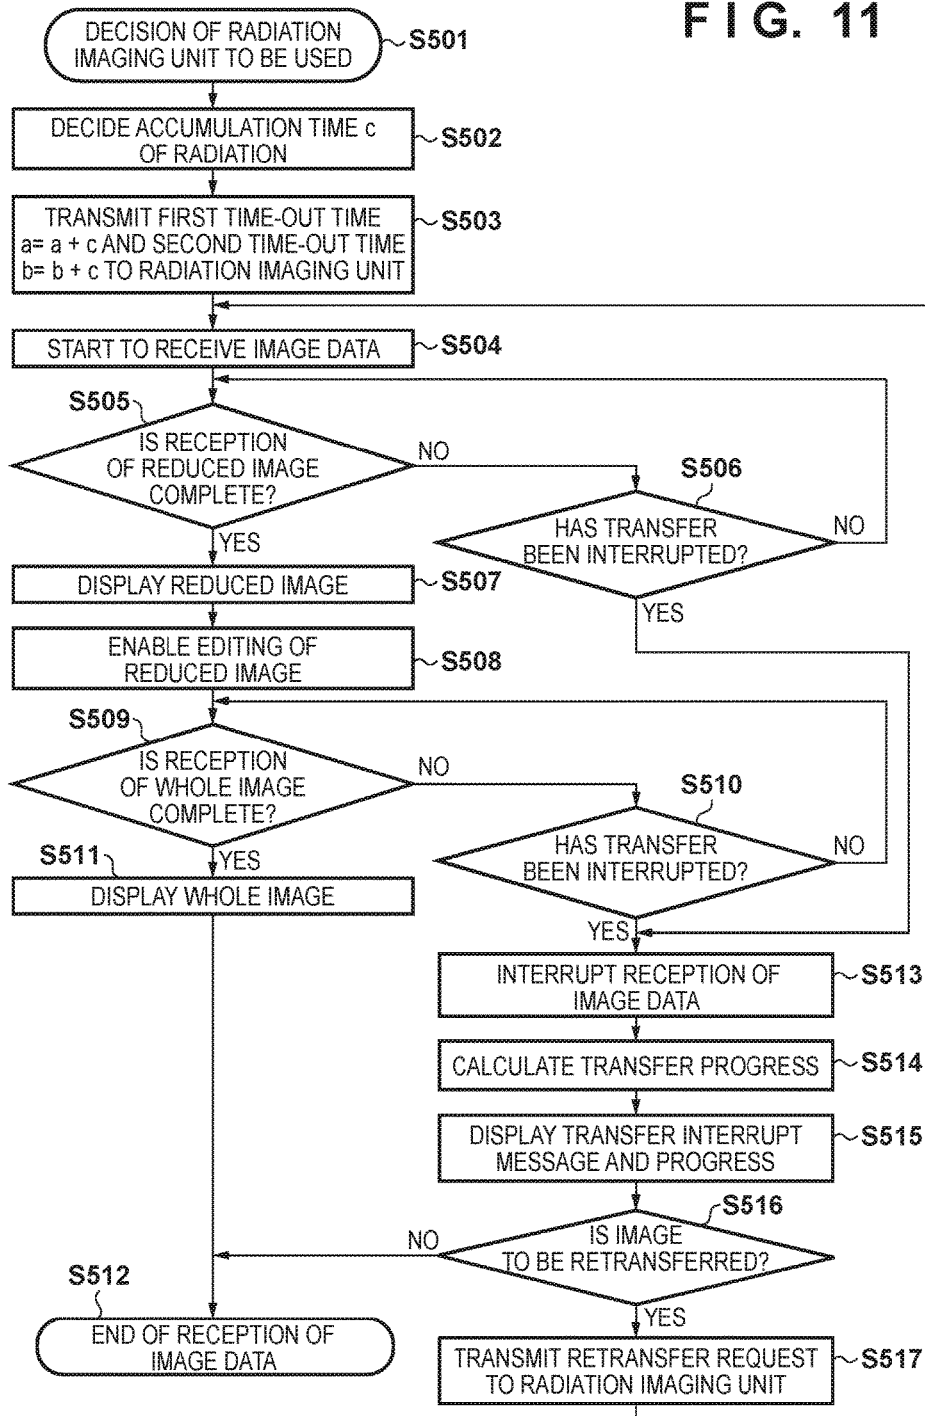 FIG. 11
DECISION OF RADIATION
IMAGING UNIT TO BE USED
S501
DECIDE ACCUMULATION TIME c
OF RADIATION
S502
TRANSMIT FIRST TIME-OUT TIME
a= a + c AND SECOND TIME-OUT TIME
b= b + c TO RADIATION IMAGING UNIT
S503
START TO RECEIVE IMAGE DATA
S504
S505
IS RECEPTION
OF REDUCED IMAGE
COMPLETE?
NO
YES
S506
HAS TRANSFER
BEEN INTERRUPTED?
NO
YES
DISPLAY REDUCED IMAGE
S507
ENABLE EDITING OF
REDUCED IMAGE
S508
S509
IS RECEPTION
OF WHOLE IMAGE
COMPLETE?
NO
YES
S510
HAS TRANSFER
BEEN INTERRUPTED?
NO
YES
S511
DISPLAY WHOLE IMAGE
INTERRUPT RECEPTION OF
IMAGE DATA
S513
CALCULATE TRANSFER PROGRESS
S514
DISPLAY TRANSFER INTERRUPT
MESSAGE AND PROGRESS
S515
S516
IS IMAGE
TO BE RETRANSFERRED?
NO
YES
S512
END OF RECEPTION OF
IMAGE DATA
TRANSMIT RETRANSFER REQUEST
TO RADIATION IMAGING UNIT
S517